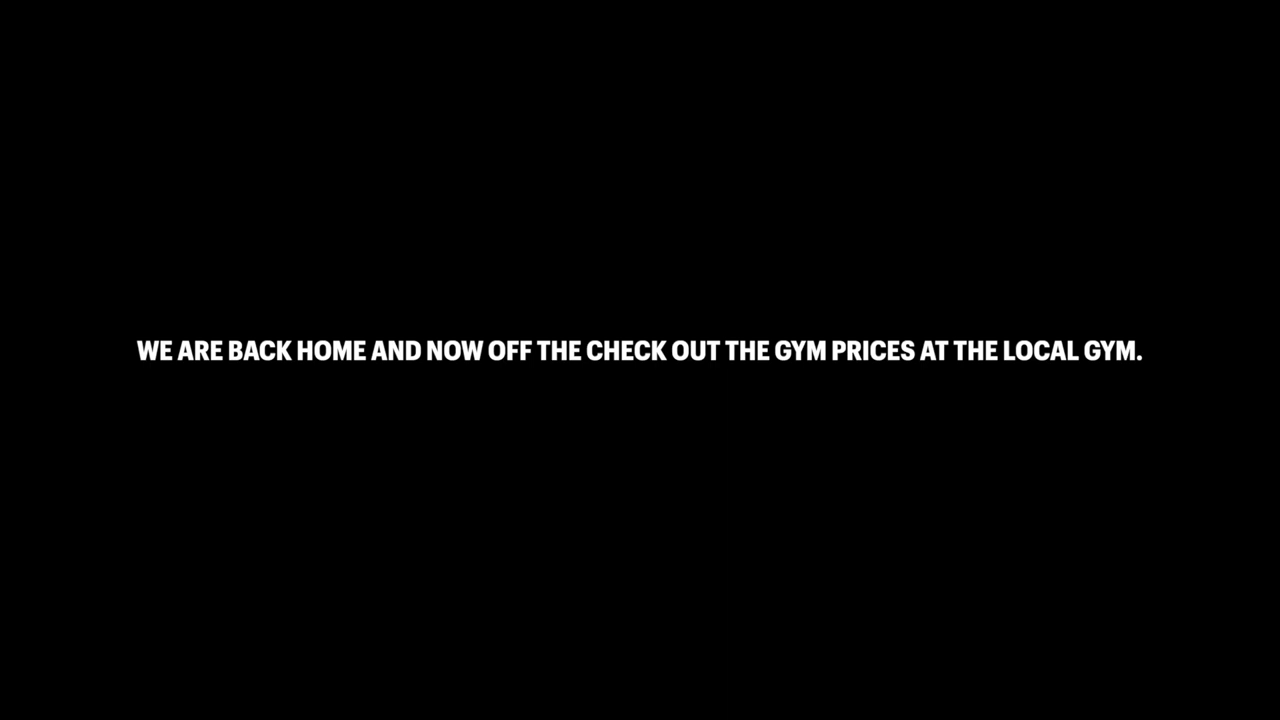 WE ARE BACK HOME AND NOW OFF THE CHECK OUT THE GYM PRICES AT THE LOCAL GYM.